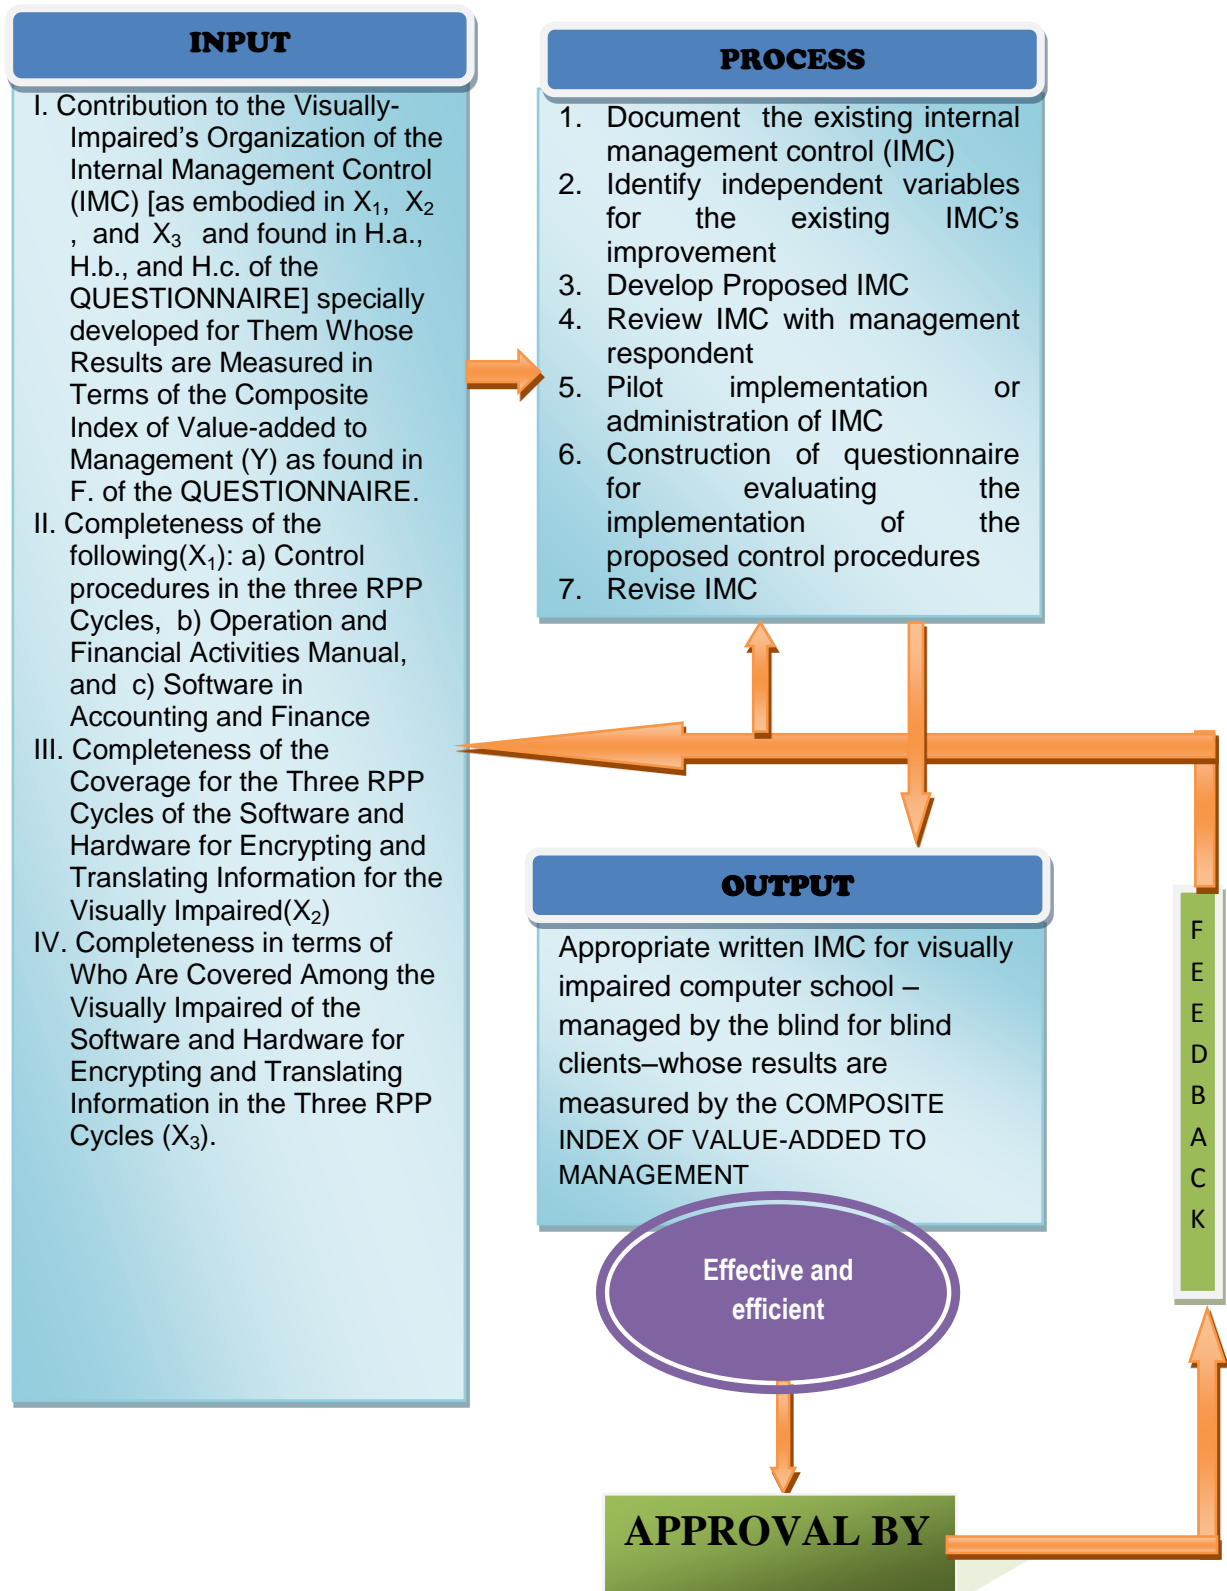 INPUT
I. Contribution to the Visually-
Impaired's Organization of the
Internal Management Control
(IMC) [as embodied in X₁, X₂
, and X₃ and found in H.a.,
H.b., and H.c. of the
QUESTIONNAIRE] specially
developed for Them Whose
Results are Measured in
Terms of the Composite
Index of Value-added to
Management (Y) as found in
F. of the QUESTIONNAIRE.
II. Completeness of the
following(X₁): a) Control
procedures in the three RPP
Cycles, b) Operation and
Financial Activities Manual,
and c) Software in
Accounting and Finance
III. Completeness of the
Coverage for the Three RPP
Cycles of the Software and
Hardware for Encrypting and
Translating Information for the
Visually Impaired(X₂)
IV. Completeness in terms of
Who Are Covered Among the
Visually Impaired of the
Software and Hardware for
Encrypting and Translating
Information in the Three RPP
Cycles (X₃).
PROCESS
1. Document the existing internal
management control (IMC)
2. Identify independent variables
for the existing IMC's
improvement
3. Develop Proposed IMC
4. Review IMC with management
respondent
5. Pilot implementation or
administration of IMC
6. Construction of questionnaire
for evaluating the
implementation of the
proposed control procedures
7. Revise IMC
OUTPUT
Appropriate written IMC for visually
impaired computer school –
managed by the blind for blind
clients–whose results are
measured by the COMPOSITE
INDEX OF VALUE-ADDED TO
MANAGEMENT
Effective and
efficient
APPROVAL BY
F
E
E
D
B
A
C
K